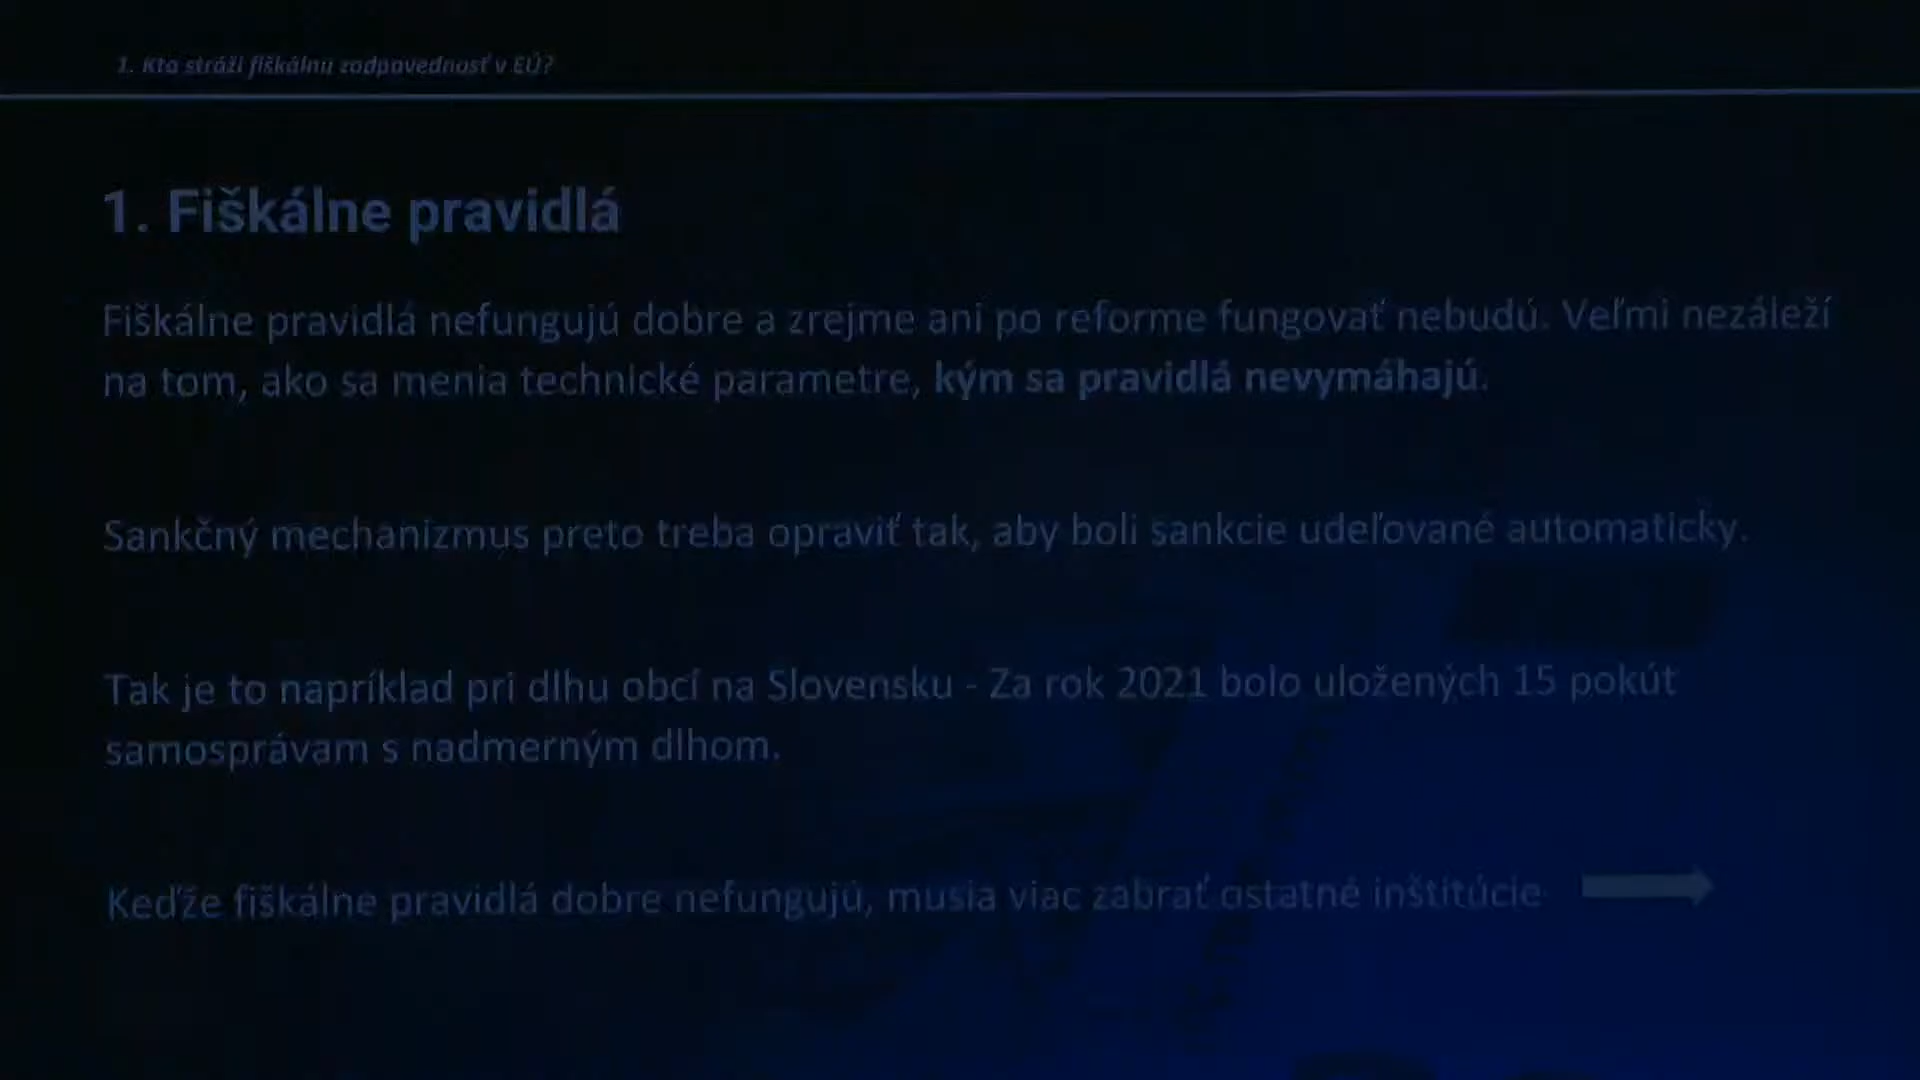 1. Kto stráži fiškálnu zodpovednosť v EÚ?
1. Fiškálne pravidlá
Fiškálne pravidlá nefungujú dobre a zrejme ani po reforme fungovať nebudú. Veľmi nezáleží
na tom, ako sa menia technické parametre, kým sa pravidlá nevymáhajú.
Sankčný mechanizmus preto treba opraviť tak, aby boli sankcie udeľované automaticky.
Tak je to napríklad pri dlhu obcí na Slovensku - Za rok 2021 bolo uložených 15 pokút
samosprávam s nadmerným dlhom.
Keďže fiškálne pravidlá dobre nefungujú, musia viac zabrať ostatné inštitúcie